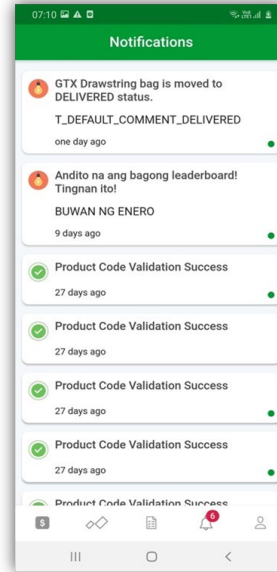 07:10
Notifications
GTX Drawstring bag is moved to
DELIVERED status.
T_DEFAULT_COMMENT_DELIVERED
one day ago
Andito na ang bagong leaderboard!
Tingnan ito!
BUWAN NG ENERO
9 days ago
Product Code Validation Success
27 days ago
Product Code Validation Success
27 days ago
Product Code Validation Success
27 days ago
Product Code Validation Success
27 days ago
Product Code Validation Success
6